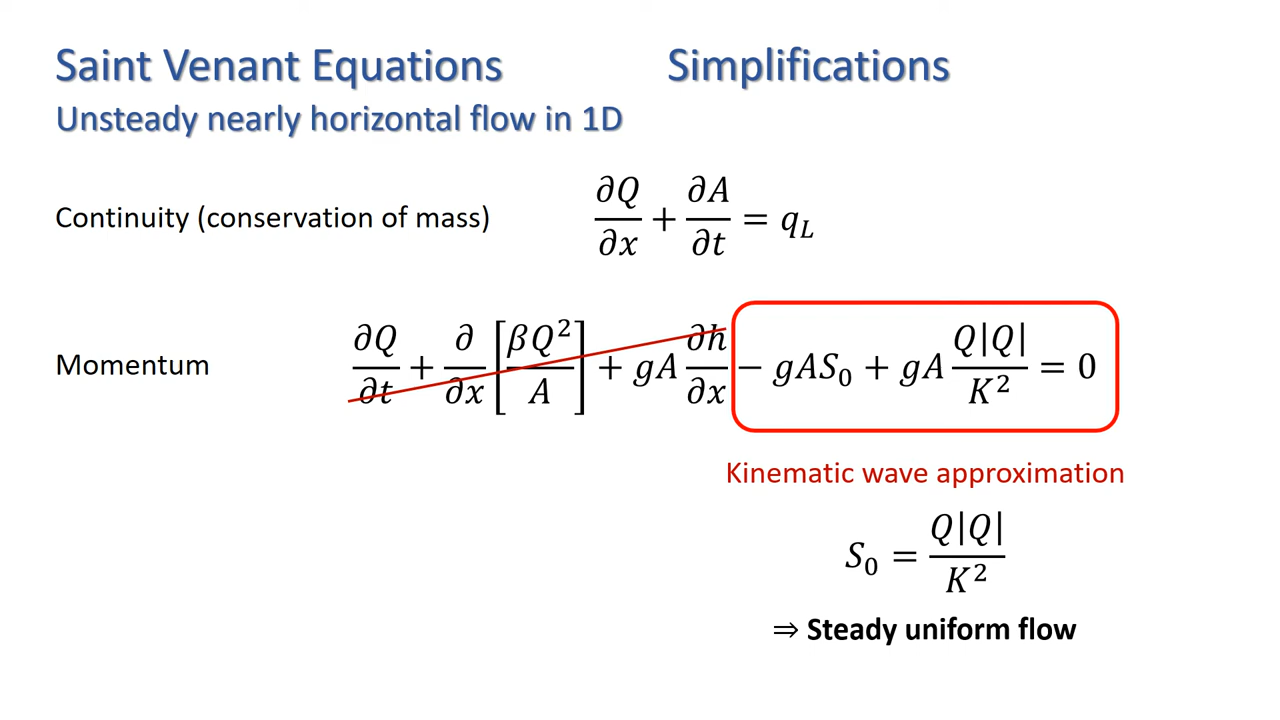 Saint Venant Equations Simplifications
Unsteady nearly horizontal flow in 1D
Continuity (conservation of mass) ∂Q/∂x + ∂A/∂t = q_L
Momentum ∂Q/∂t + ∂/∂x [βQ²/A] + gA ∂h/∂x − gAS₀ + gA Q|Q|/K² = 0
Kinematic wave approximation
S₀ = Q|Q|/K²
⇒ Steady uniform flow